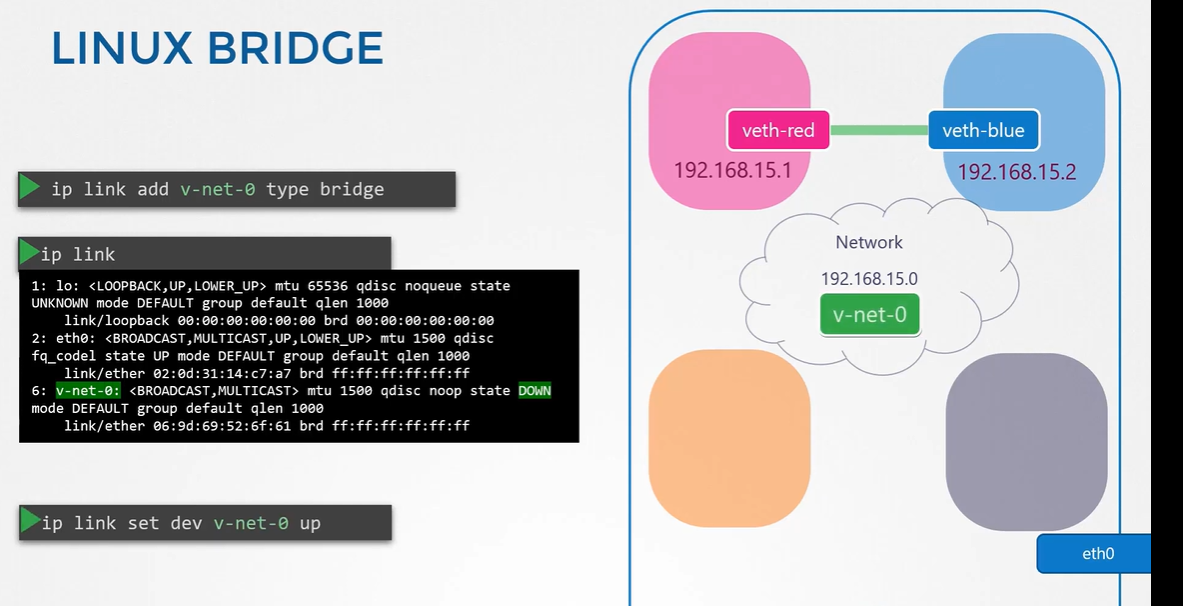 LINUX BRIDGE
ip link add v-net-0 type bridge
ip link
1: lo: <LOOPBACK,UP,LOWER_UP> mtu 65536 qdisc noqueue state
UNKNOWN mode DEFAULT group default qlen 1000
link/loopback 00:00:00:00:00:00 brd 00:00:00:00:00:00
2: eth0: <BROADCAST,MULTICAST,UP,LOWER_UP> mtu 1500 qdisc
fq_codel state UP mode DEFAULT group default qlen 1000
link/ether 02:0d:31:14:c7:a7 brd ff:ff:ff:ff:ff:ff
6: v-net-0: <BROADCAST,MULTICAST> mtu 1500 qdisc noop state DOWN
mode DEFAULT group default qlen 1000
link/ether 06:9d:69:52:6f:61 brd ff:ff:ff:ff:ff:ff
ip link set dev v-net-0 up
veth-red
veth-blue
192.168.15.1
192.168.15.2
Network
192.168.15.0
v-net-0
eth0